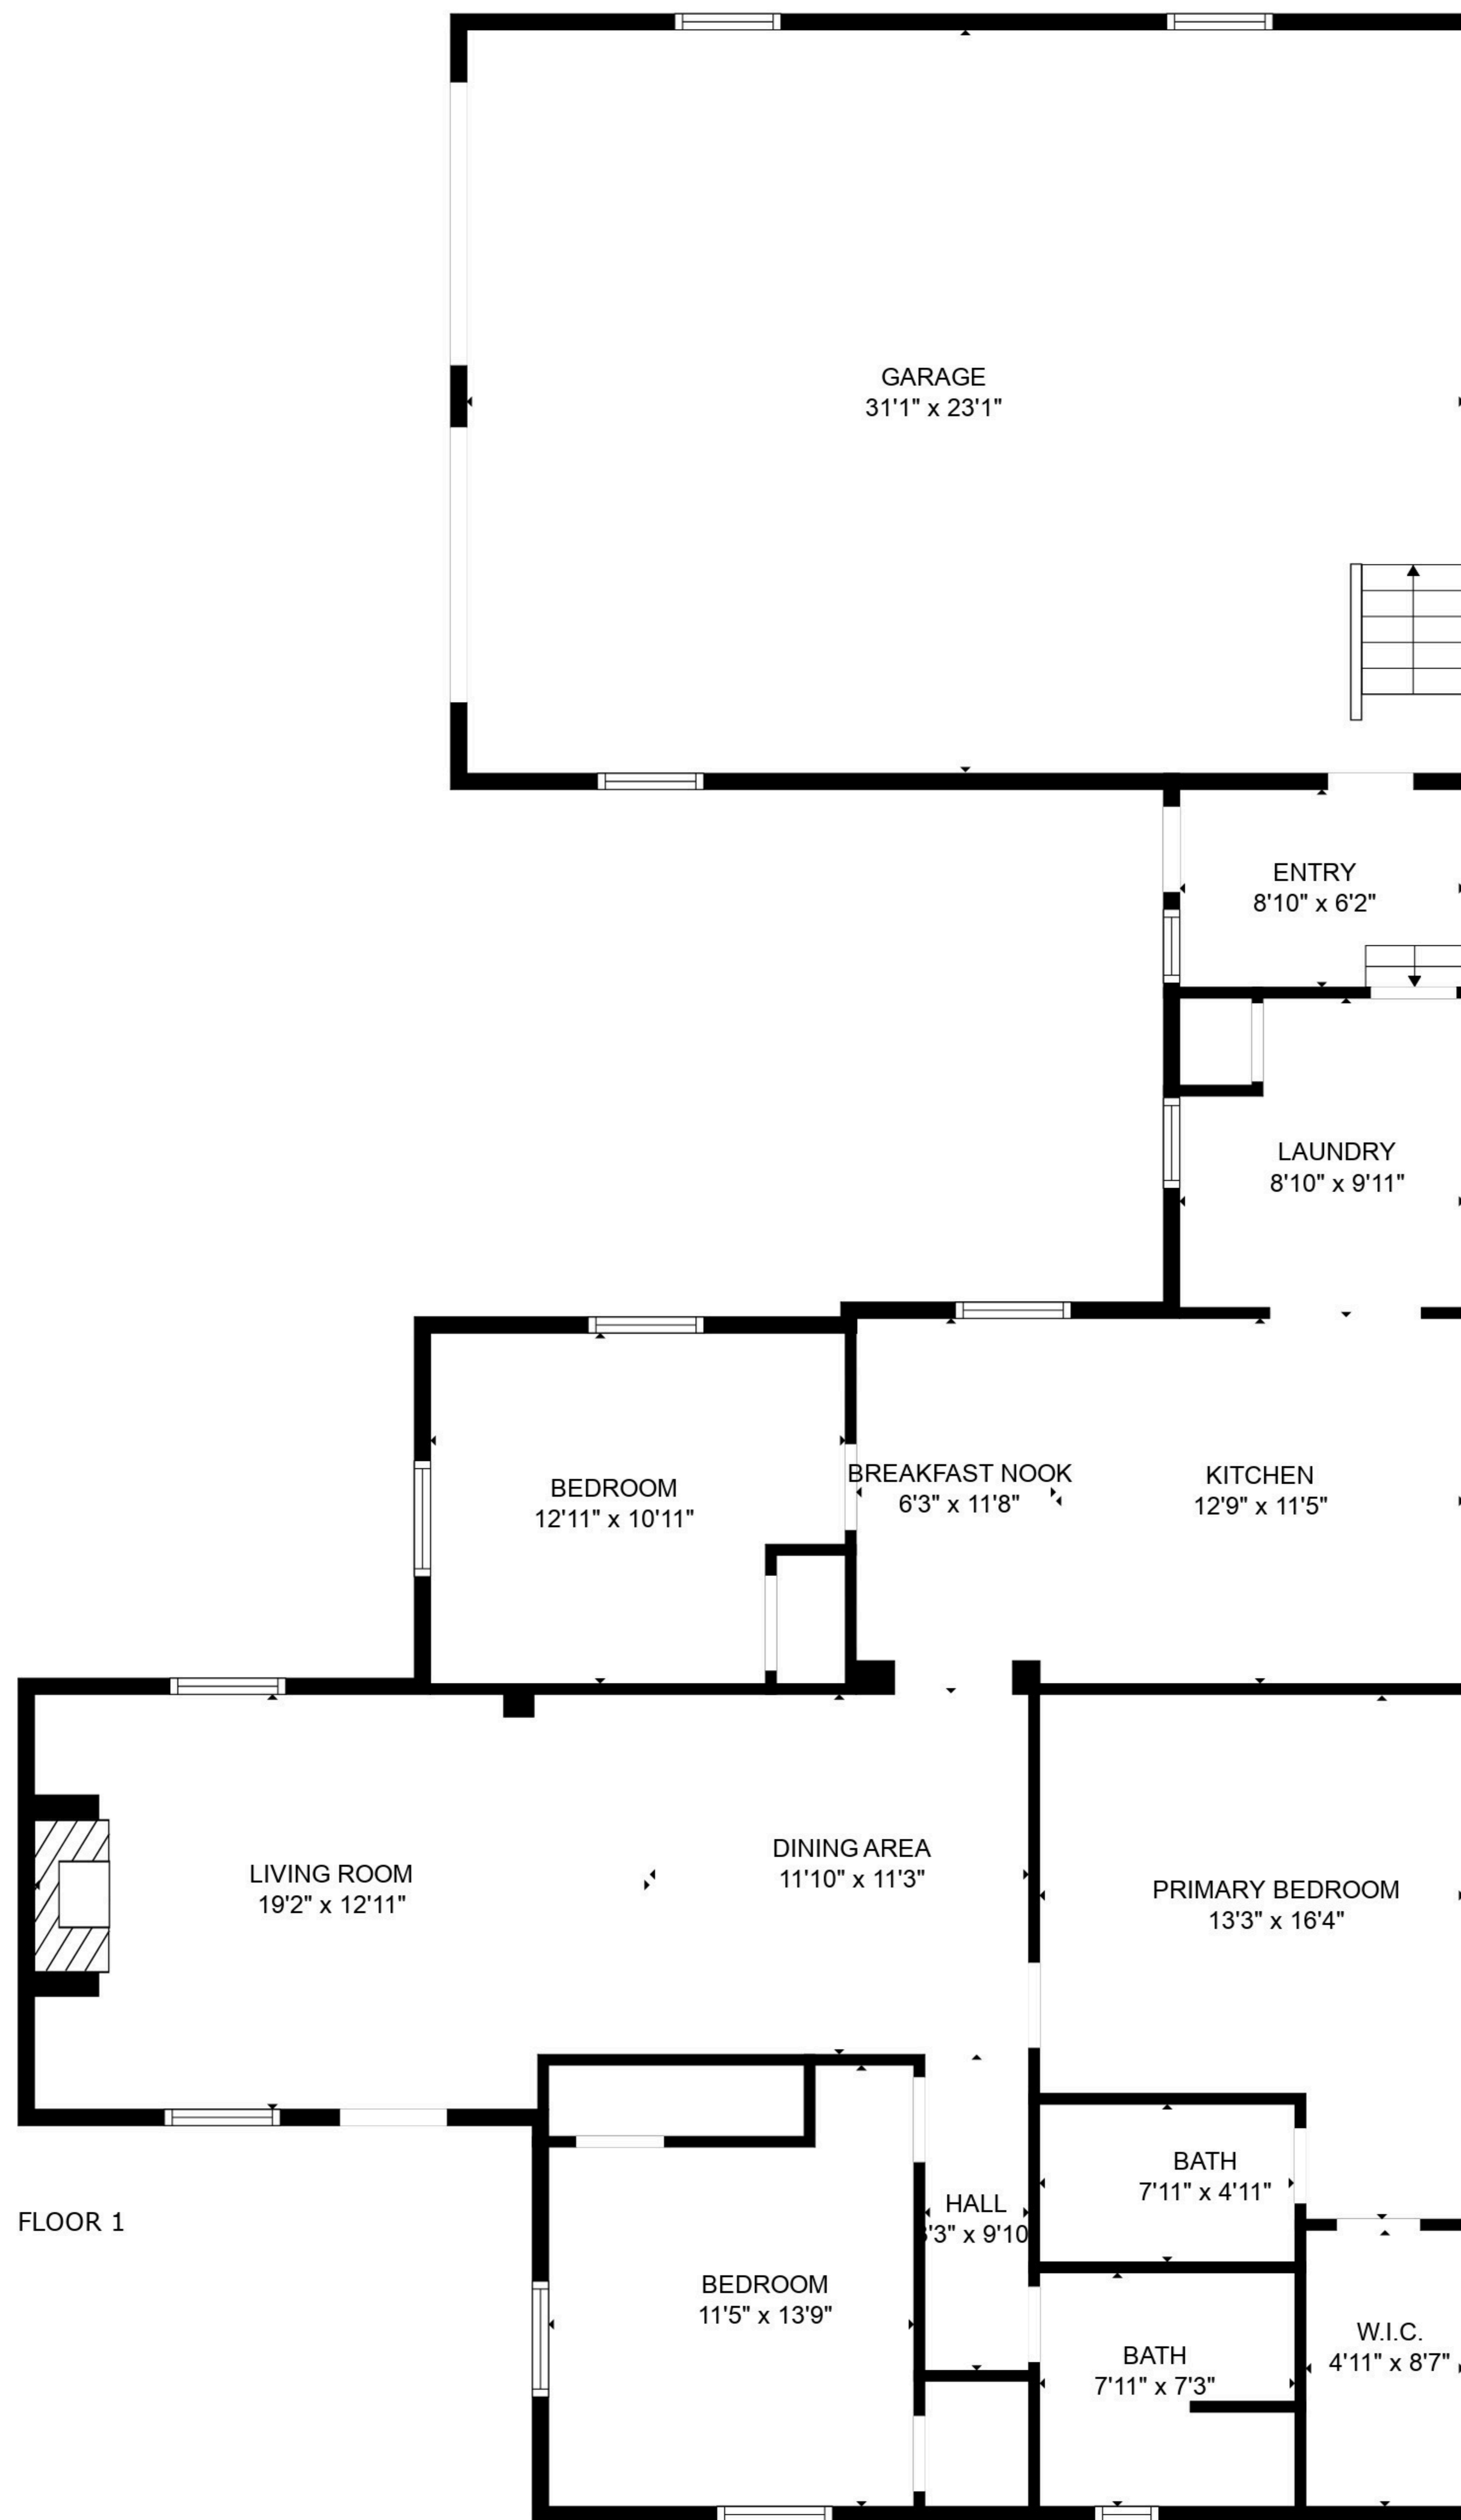 GARAGE
31'1" x 23'1"
ENTRY
8'10" x 6'2"
LAUNDRY
8'10" x 9'11"
BREAKFAST NOOK
6'3" x 11'8"
KITCHEN
12'9" x 11'5"
BEDROOM
12'11" x 10'11"
DINING AREA
11'10" x 11'3"
LIVING ROOM
19'2" x 12'11"
PRIMARY BEDROOM
13'3" x 16'4"
BATH
7'11" x 4'11"
HALL
'3" x 9'10
FLOOR 1
BEDROOM
11'5" x 13'9"
W.I.C.
4'11" x 8'7"
BATH
7'11" x 7'3"